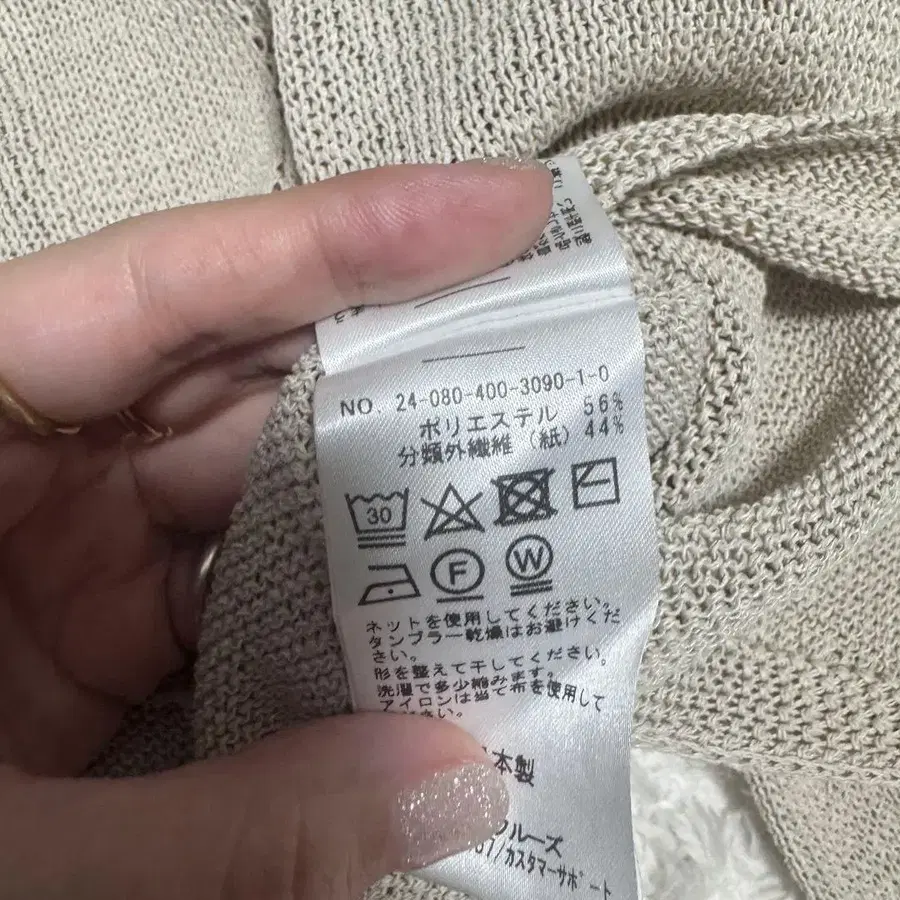 NO. 24-080-400-3090-1-0
ポリエステル 56%
分類外繊維(紙) 44%
30
F W
ネットを使用してください。
タンブラー乾燥はお避けくだ
さい。
形を整えて干してください。
洗濯で多少縮みます。
アイロンは当て布を使用して
さい。
本製
ルーズ
/カスタマーサポート